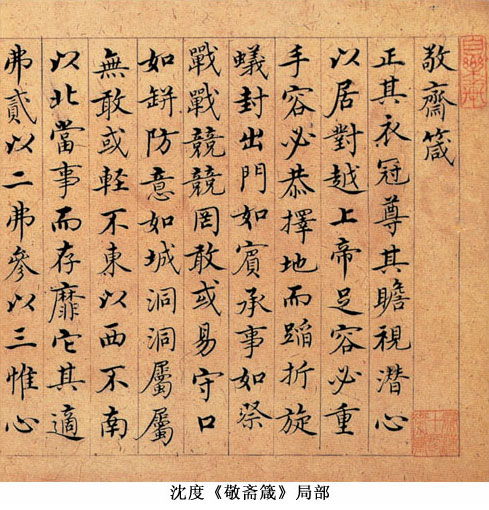 敬齋箴
正其衣冠尊其瞻視潜心
以居對越上帝足容必重
手容必恭擇地而蹈折旋
蟻封出門如賓承事如祭
戰戰兢兢罔敢或易守口
如缾防意如城洞洞屬屬
無敢或軽不東以西不南
以北當事而存靡它其適
弗貳以二弗參以三惟心
沈度《敬斋箴》局部